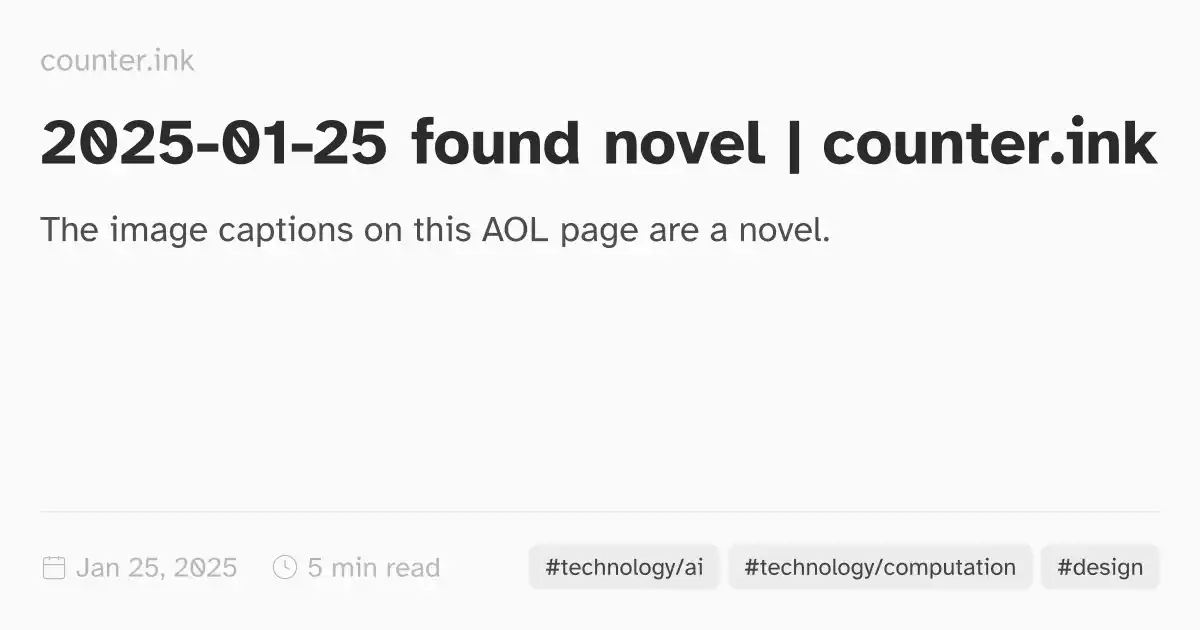 counter.ink
2025-01-25 found novel | counter.ink
The image captions on this AOL page are a novel.
Jan 25, 2025 5 min read #technology/ai #technology/computation #design